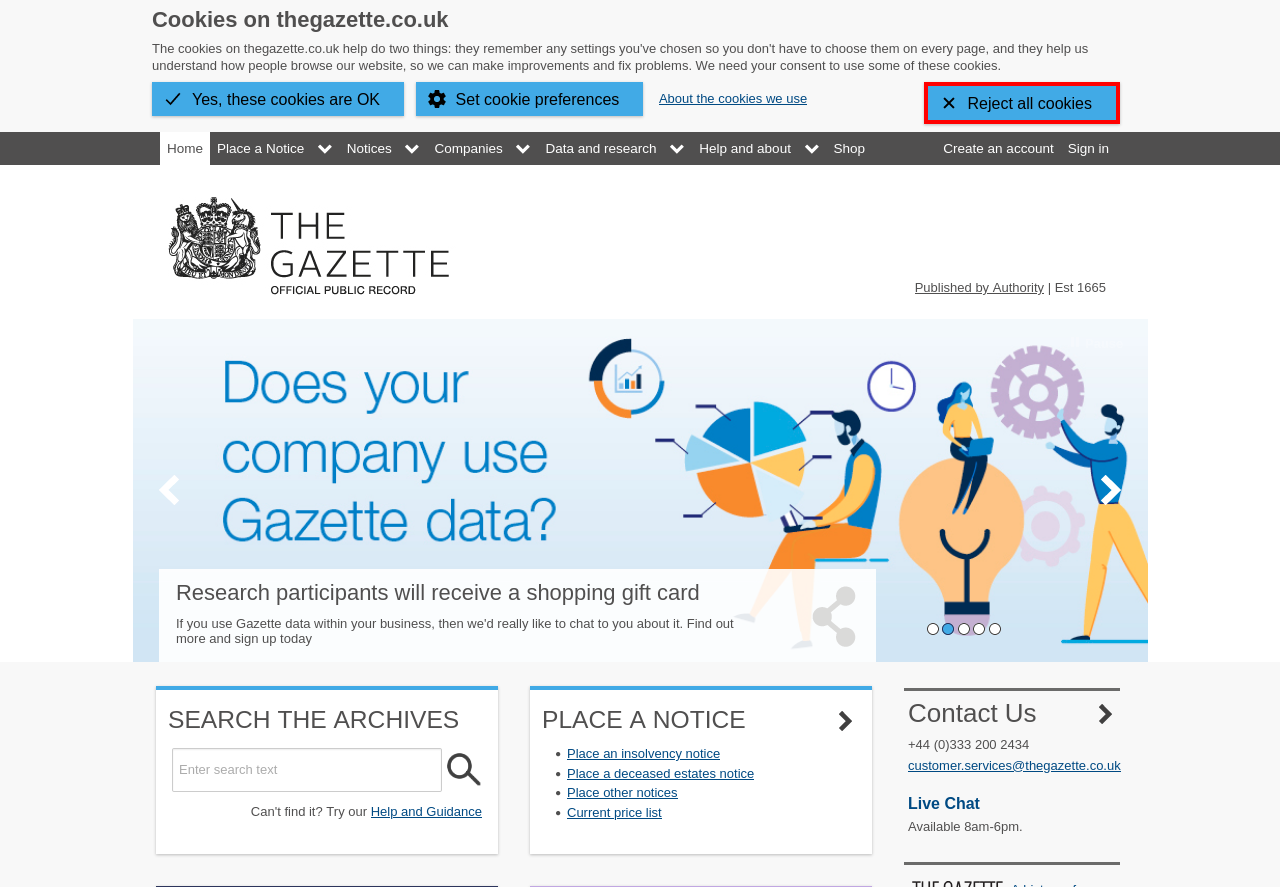 Cookies on thegazette.co.uk
The cookies on thegazette.co.uk help do two things: they remember any settings you've chosen so you don't have to choose them on every page, and they help us
understand how people browse our website, so we can make improvements and fix problems. We need your consent to use some of these cookies.
Yes, these cookies are OK
Set cookie preferences
About the cookies we use
Reject all cookies
Home
Place a Notice
Notices
Companies
Data and research
Help and about
Shop
Create an account
Sign in
THE
GAZETTE
OFFICIAL PUBLIC RECORD
Published by Authority | Est 1665
Does your
company use
Gazette data?
Research participants will receive a shopping gift card
If you use Gazette data within your business, then we'd really like to chat to you about it. Find out
more and sign up today
SEARCH THE ARCHIVES
Enter search text
Can't find it? Try our Help and Guidance
PLACE A NOTICE
Place an insolvency notice
Place a deceased estates notice
Place other notices
Current price list
Contact Us
+44 (0)333 200 2434
customer.services@thegazette.co.uk
Live Chat
Available 8am-6pm.
THE GAZETTE